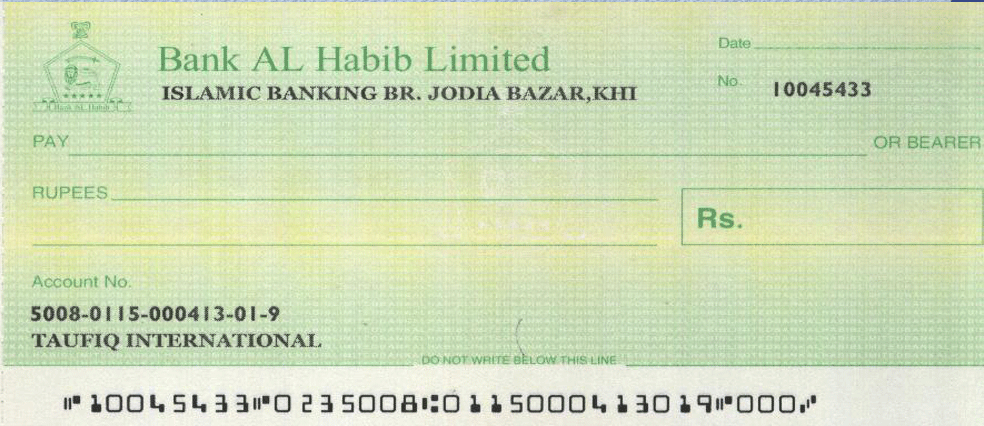 Bank AL Habib Limited
ISLAMIC BANKING BR. JODIA BAZAR,KHI
Bank AL Habib
Date
No. 10045433
PAY OR BEARER
RUPEES
Rs.
Account No.
5008-0115-000413-01-9
TAUFIQ INTERNATIONAL
DO NOT WRITE BELOW THIS LINE
⑈10045433⑈0235008⑆0115000413019⑈000⑇